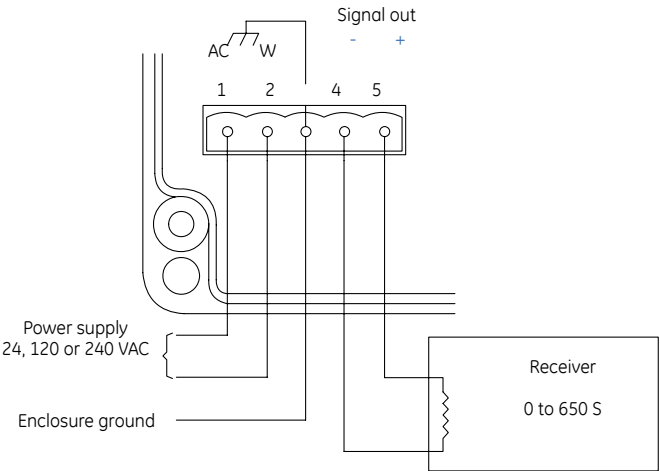 Signal out
- +
AC W
1 2 4 5
Power supply
24, 120 or 240 VAC
Receiver
0 to 650 S
Enclosure ground